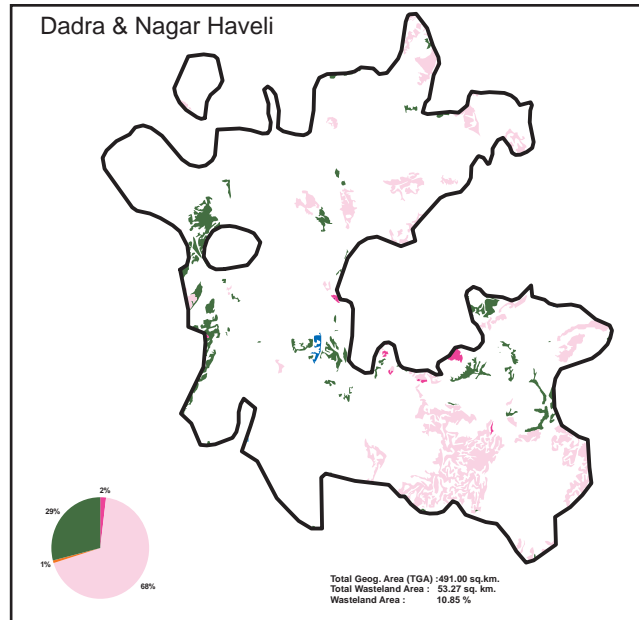 Dadra & Nagar Haveli
2%
29%
1%
68%
Total Geog. Area (TGA) :491.00 sq.km.
Total Wasteland Area : 53.27 sq. km.
Wasteland Area : 10.85 %